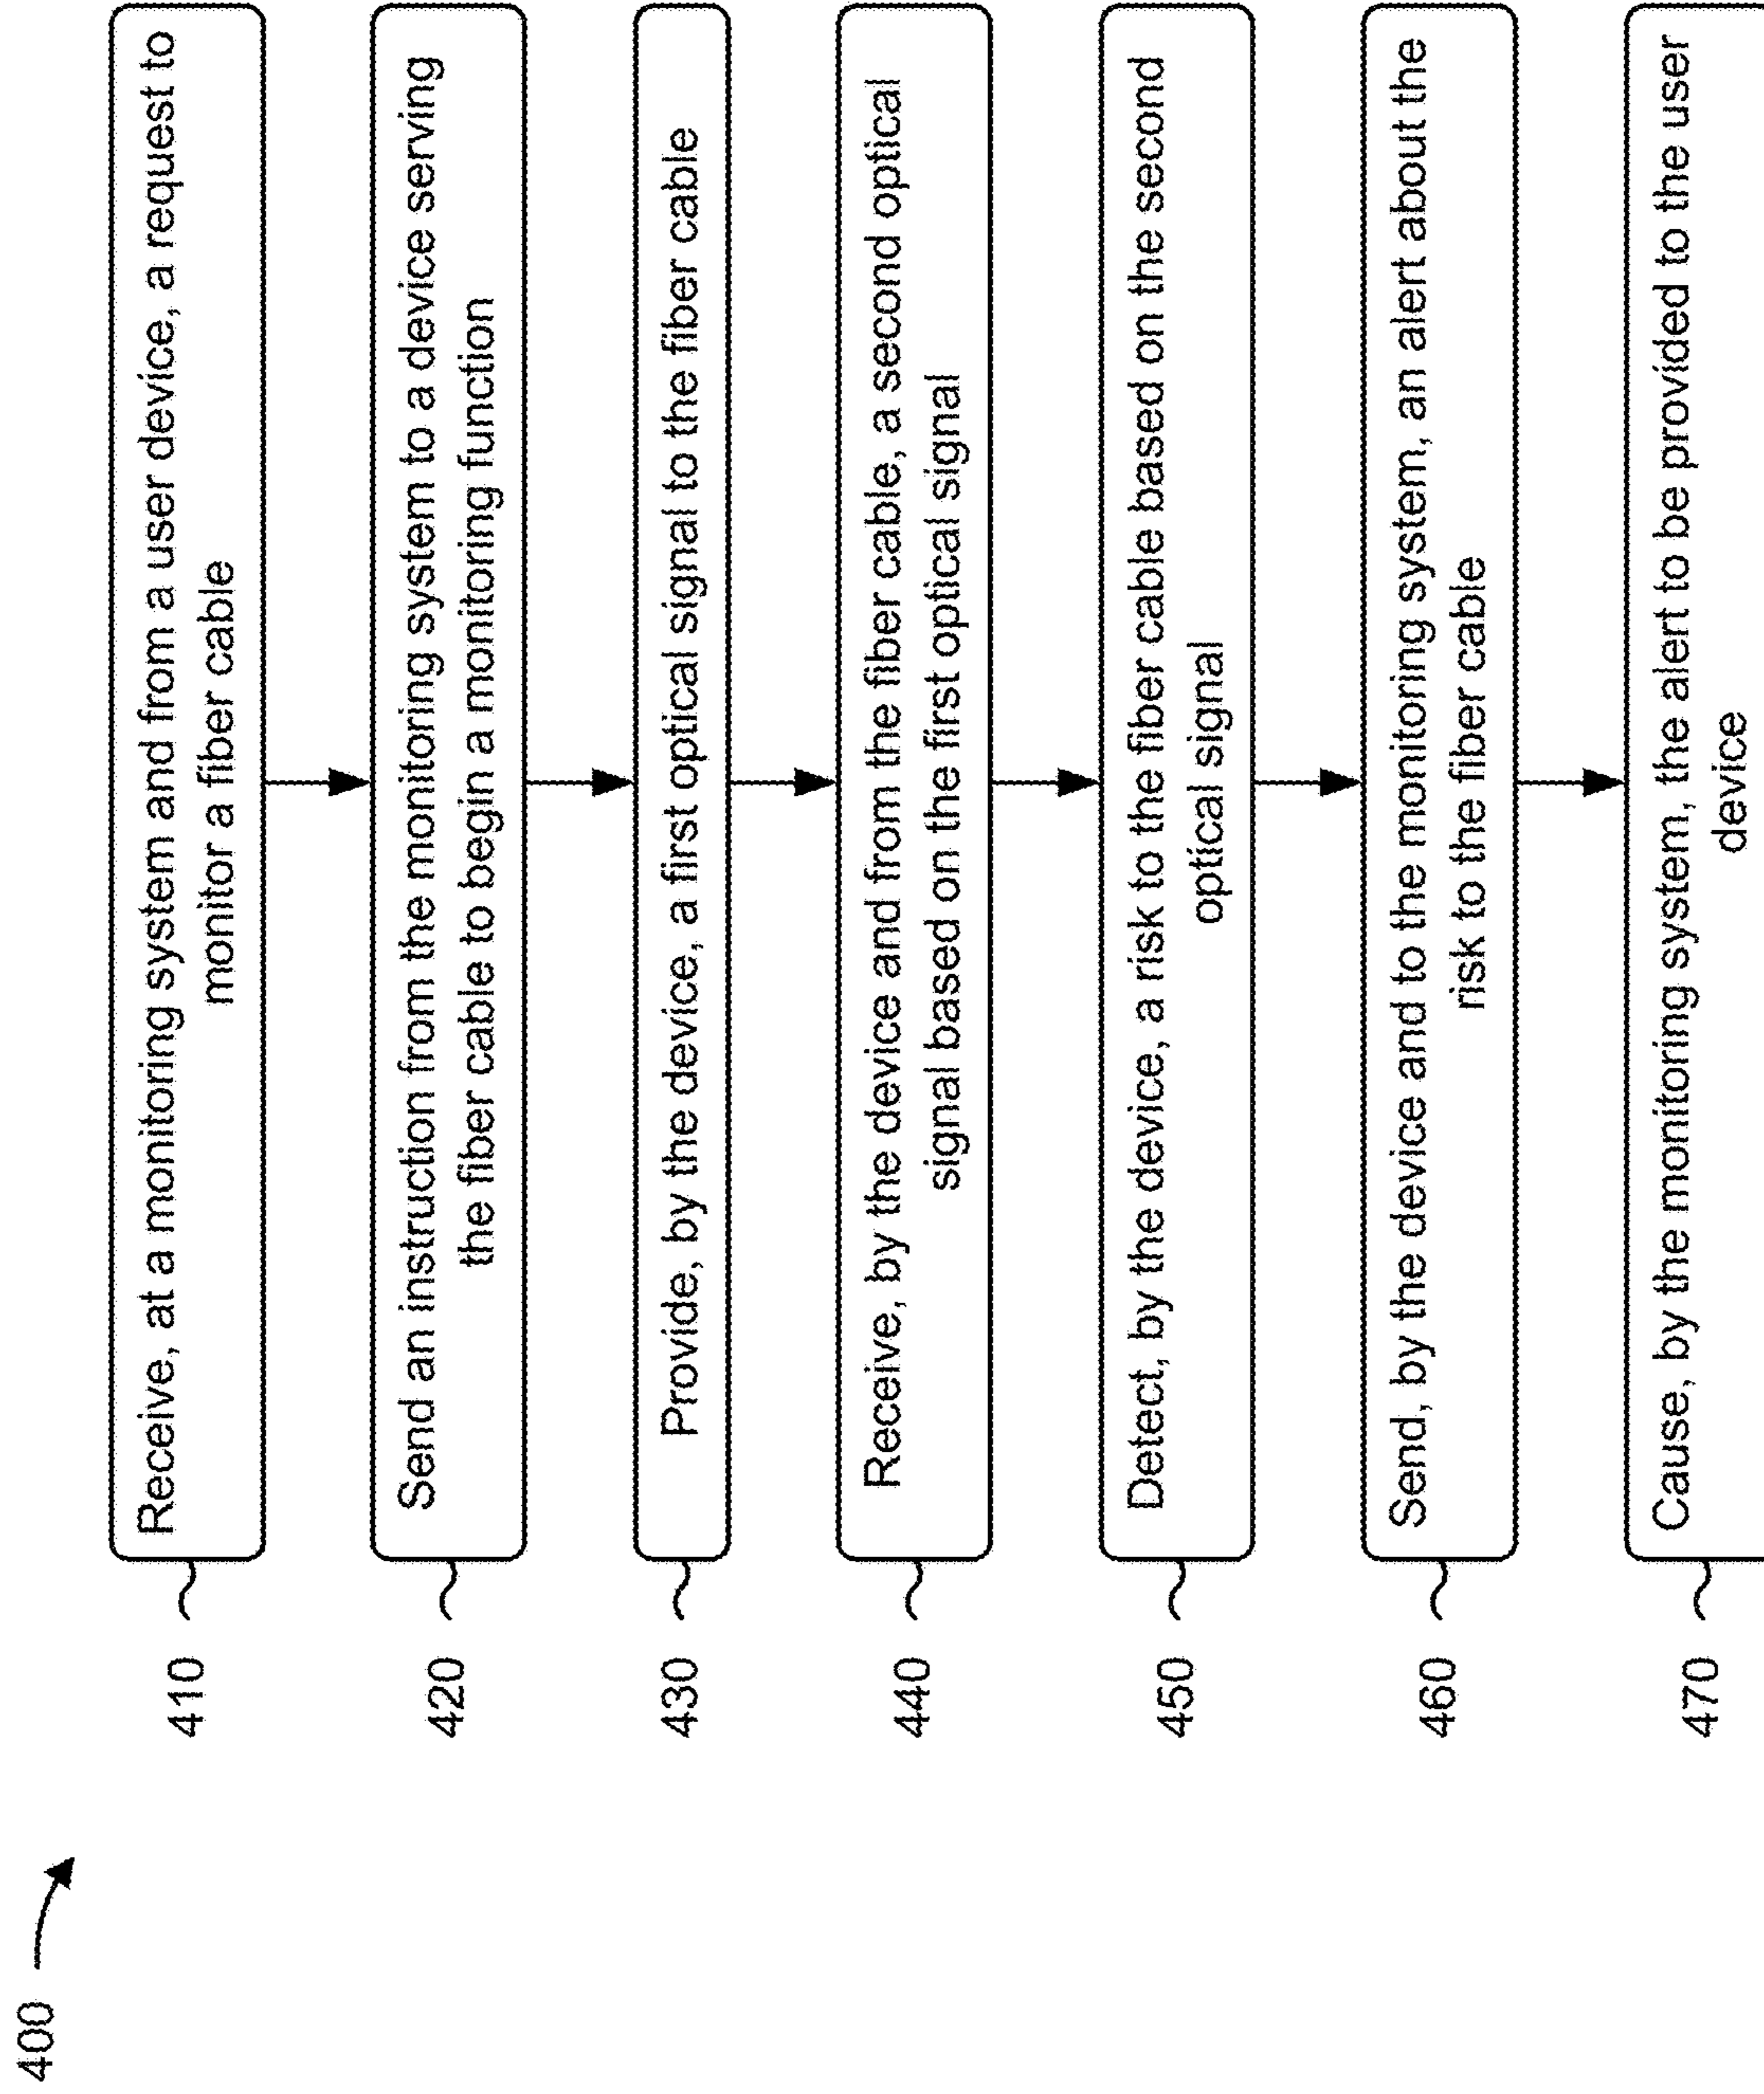 400
410
Receive, at a monitoring system and from a user device, a request to
monitor a fiber cable
420
Send an instruction from the monitoring system to a device serving
the fiber cable to begin a monitoring function
430
Provide, by the device, a first optical signal to the fiber cable
440
Receive, by the device and from the fiber cable, a second optical
signal based on the first optical signal
450
Detect, by the device, a risk to the fiber cable based on the second
optical signal
460
Send, by the device and to the monitoring system, an alert about the
risk to the fiber cable
470
Cause, by the monitoring system, the alert to be provided to the user
device